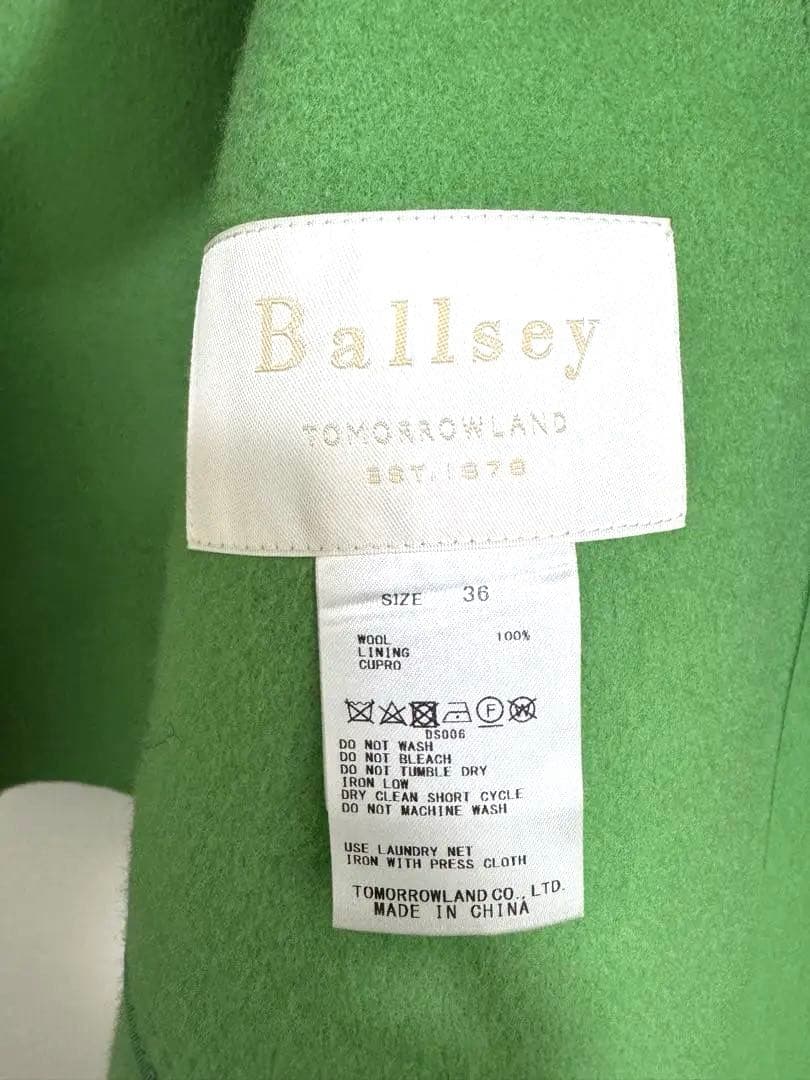 Ballsey
TOMORROWLAND
EST.1978
SIZE 36
WOOL 100%
LINING
CUPRO
F W
DS006
DO NOT WASH
DO NOT BLEACH
DO NOT TUMBLE DRY
IRON LOW
DRY CLEAN SHORT CYCLE
DO NOT MACHINE WASH
USE LAUNDRY NET
IRON WITH PRESS CLOTH
TOMORROWLAND CO., LTD.
MADE IN CHINA